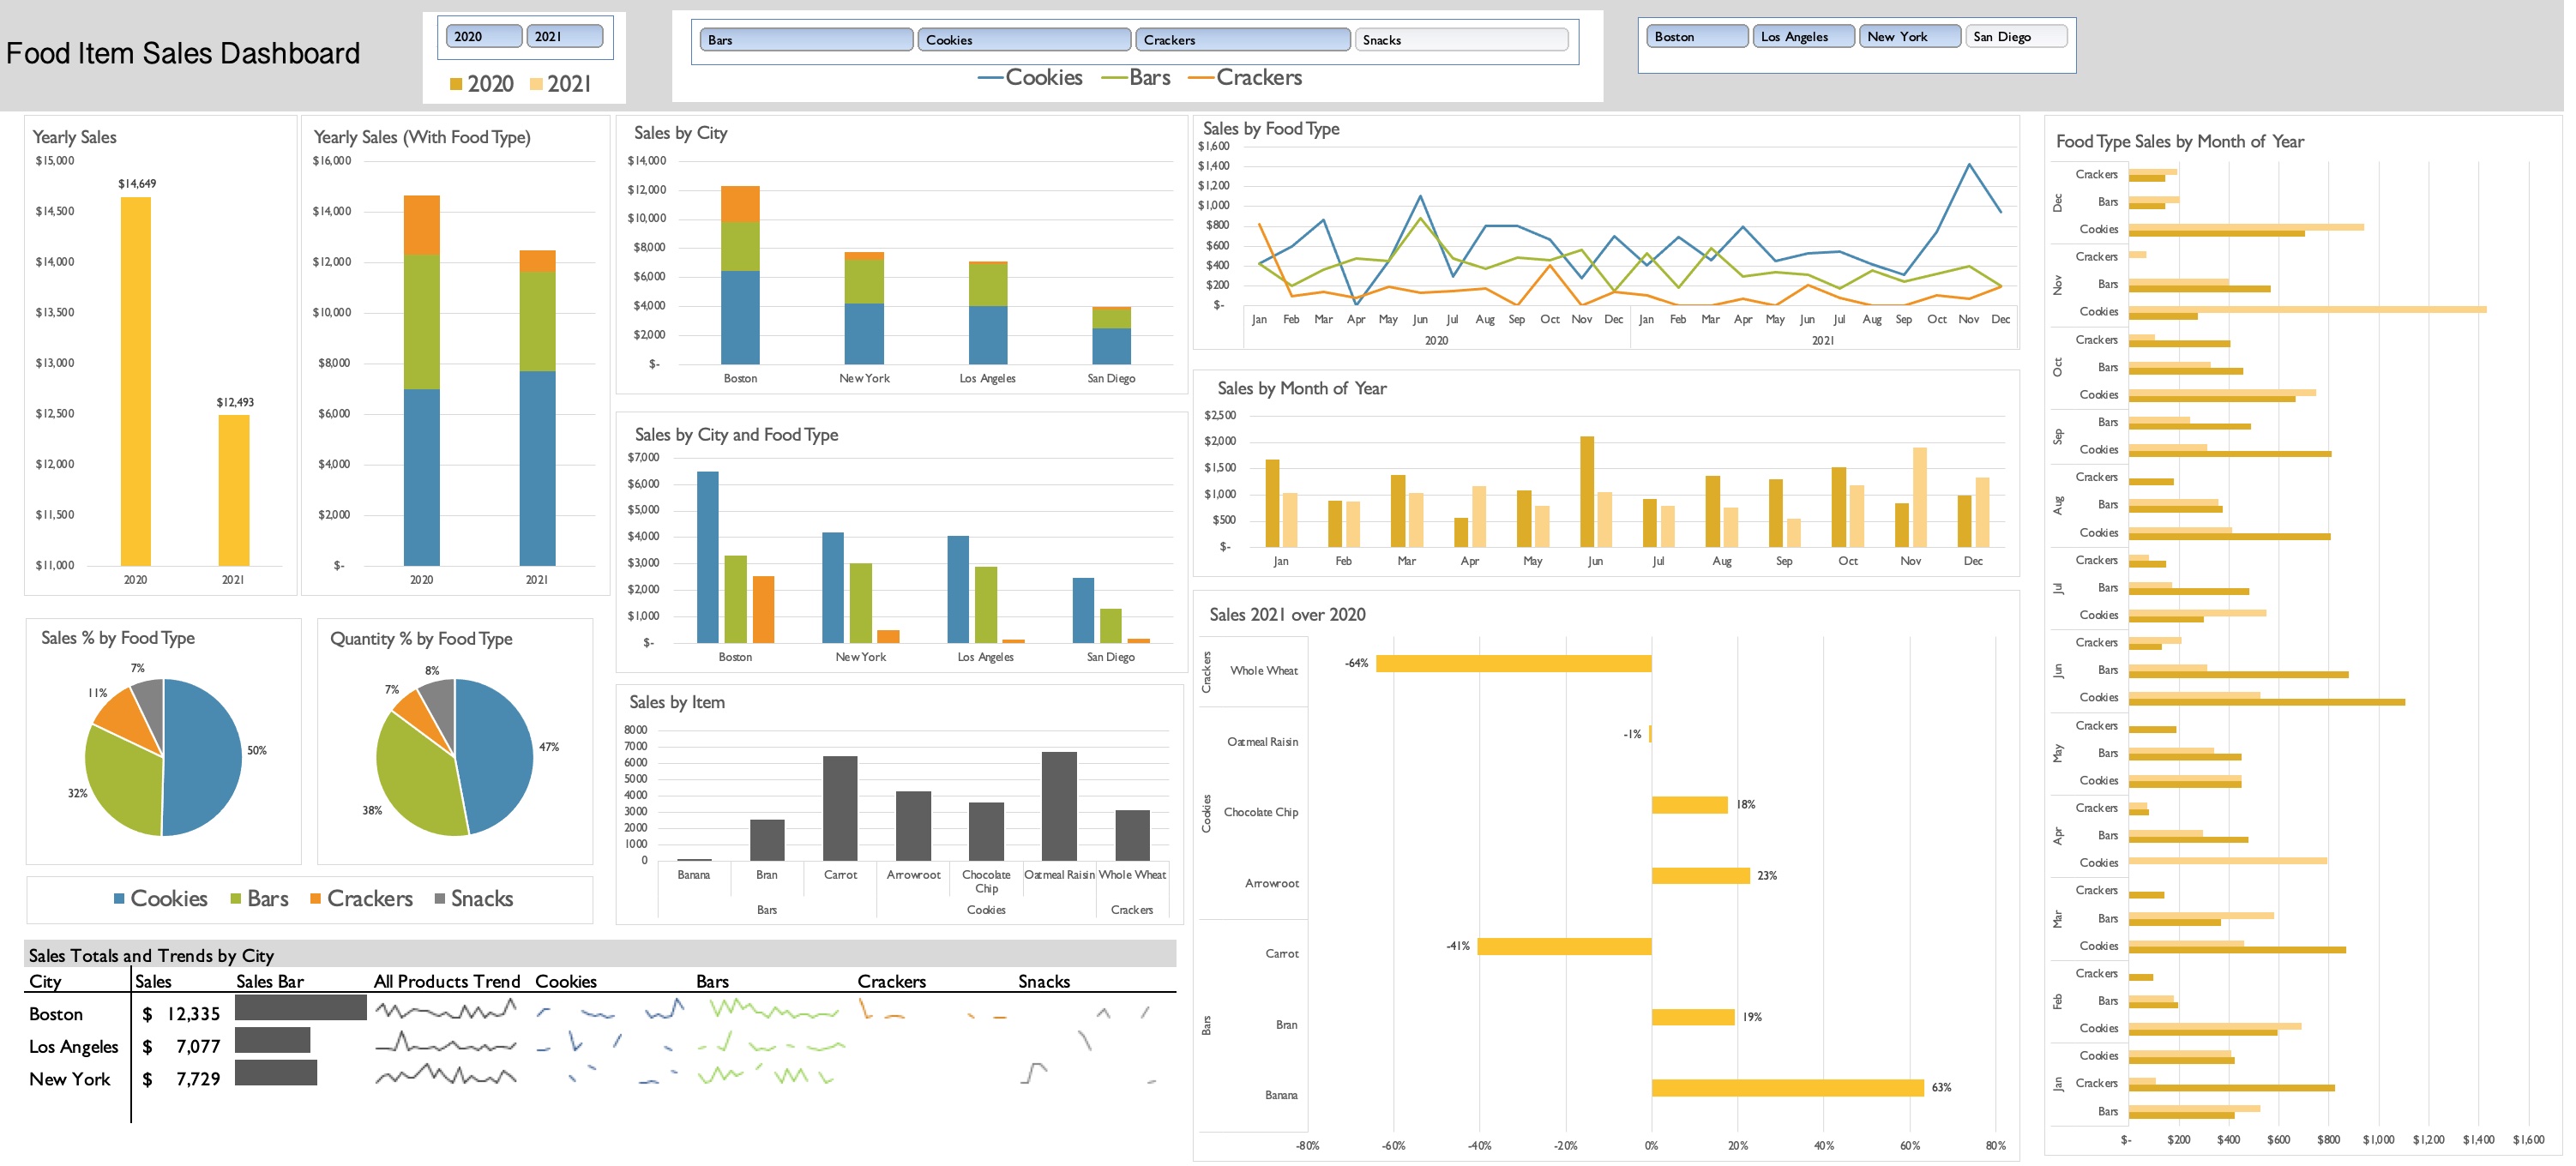 Food Item Sales Dashboard
2020 2021
2020 2021
Bars Cookies Crackers Snacks
Cookies Bars Crackers
Boston Los Angeles New York San Diego
Yearly Sales
$15,000
$14,500
$14,000
$13,500
$13,000
$12,500
$12,000
$11,500
$11,000
$14,649
$12,493
2020 2021
Yearly Sales (With Food Type)
$16,000
$14,000
$12,000
$10,000
$8,000
$6,000
$4,000
$2,000
$-
2020 2021
Sales by City
$14,000
$12,000
$10,000
$8,000
$6,000
$4,000
$2,000
$-
Boston New York Los Angeles San Diego
Sales by City and Food Type
$7,000
$6,000
$5,000
$4,000
$3,000
$2,000
$1,000
$-
Boston New York Los Angeles San Diego
Sales by Item
8000
7000
6000
5000
4000
3000
2000
1000
0
Banana Bran Carrot Arrowroot Chocolate Chip Oatmeal Raisin Whole Wheat
Bars Cookies Crackers
Sales by Food Type
$1,600
$1,400
$1,200
$1,000
$800
$600
$400
$200
$-
Jan Feb Mar Apr May Jun Jul Aug Sep Oct Nov Dec Jan Feb Mar Apr May Jun Jul Aug Sep Oct Nov Dec
2020 2021
Sales by Month of Year
$2,500
$2,000
$1,500
$1,000
$500
$-
Jan Feb Mar Apr May Jun Jul Aug Sep Oct Nov Dec
Sales 2021 over 2020
Crackers
Whole Wheat -64%
Cookies
Oatmeal Raisin -1%
Chocolate Chip 18%
Arrowroot 23%
Bars
Carrot -41%
Bran 19%
Banana 63%
-80% -60% -40% -20% 0% 20% 40% 60% 80%
Food Type Sales by Month of Year
Dec
Crackers
Bars
Cookies
Nov
Crackers
Bars
Cookies
Oct
Crackers
Bars
Cookies
Sep
Bars
Cookies
Aug
Crackers
Bars
Cookies
Jul
Crackers
Bars
Cookies
Jun
Crackers
Bars
Cookies
May
Crackers
Bars
Cookies
Apr
Crackers
Bars
Cookies
Mar
Crackers
Bars
Cookies
Feb
Crackers
Bars
Cookies
Jan
Cookies
Crackers
Bars
$- $200 $400 $600 $800 $1,000 $1,200 $1,400 $1,600
Sales % by Food Type
7%
11%
50%
32%
Quantity % by Food Type
8%
7%
47%
38%
Cookies Bars Crackers Snacks
Sales Totals and Trends by City
City Sales Sales Bar All Products Trend Cookies Bars Crackers Snacks
Boston $ 12,335
Los Angeles $ 7,077
New York $ 7,729